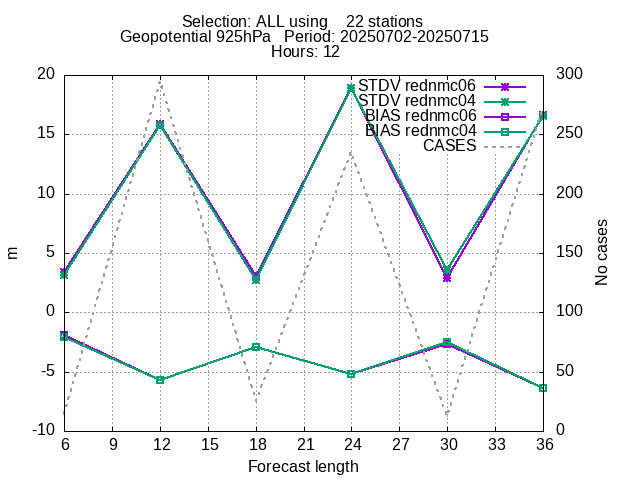 Selection: ALL using    22 stations
Geopotential 925hPa   Period: 20250702-20250715
Hours: 12
STDV rednmc06
STDV rednmc04
BIAS rednmc06
BIAS rednmc04
CASES
20
15
10
5
0
-5
-10
m
300
250
200
150
100
50
0
No cases
6 9 12 15 18 21 24 27 30 33 36
Forecast length